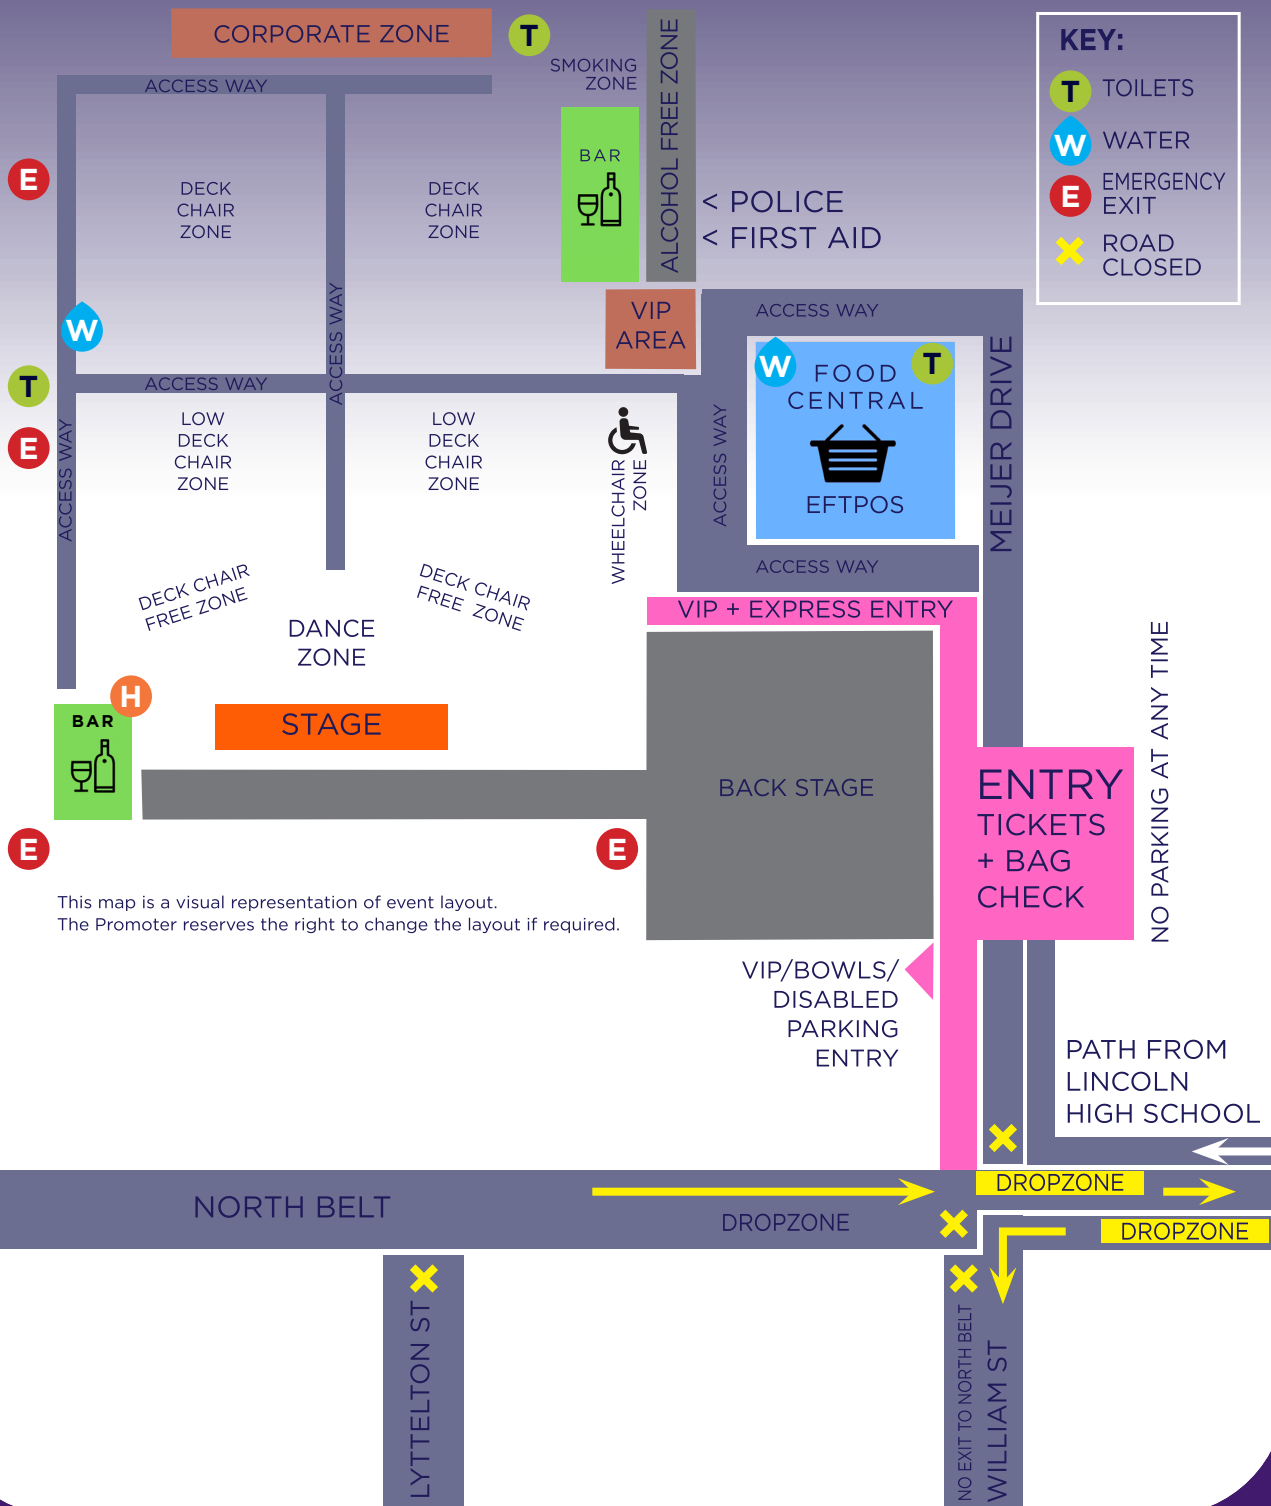 CORPORATE ZONE
T
SMOKING
ZONE
ALCOHOL FREE ZONE
KEY:
T TOILETS
W WATER
E EMERGENCY
EXIT
ROAD
CLOSED
ACCESS WAY
BAR
E
DECK
CHAIR
ZONE
DECK
CHAIR
ZONE
< POLICE
< FIRST AID
ACCESS WAY
VIP
AREA
ACCESS WAY
W
W
T
FOOD
CENTRAL
EFTPOS
MEIJER DRIVE
T
ACCESS WAY
E
ACCESS WAY
LOW
DECK
CHAIR
ZONE
LOW
DECK
CHAIR
ZONE
WHEELCHAIR
ZONE
ACCESS WAY
ACCESS WAY
DECK CHAIR
FREE ZONE
DECK CHAIR
FREE ZONE
DANCE
ZONE
VIP + EXPRESS ENTRY
NO PARKING AT ANY TIME
H
BAR
STAGE
BACK STAGE
ENTRY
TICKETS
+ BAG
CHECK
E
E
This map is a visual representation of event layout.
The Promoter reserves the right to change the layout if required.
VIP/BOWLS/
DISABLED
PARKING
ENTRY
PATH FROM
LINCOLN
HIGH SCHOOL
NORTH BELT
DROPZONE
DROPZONE
DROPZONE
LYTTELTON ST
NO EXIT TO NORTH BELT
WILLIAM ST